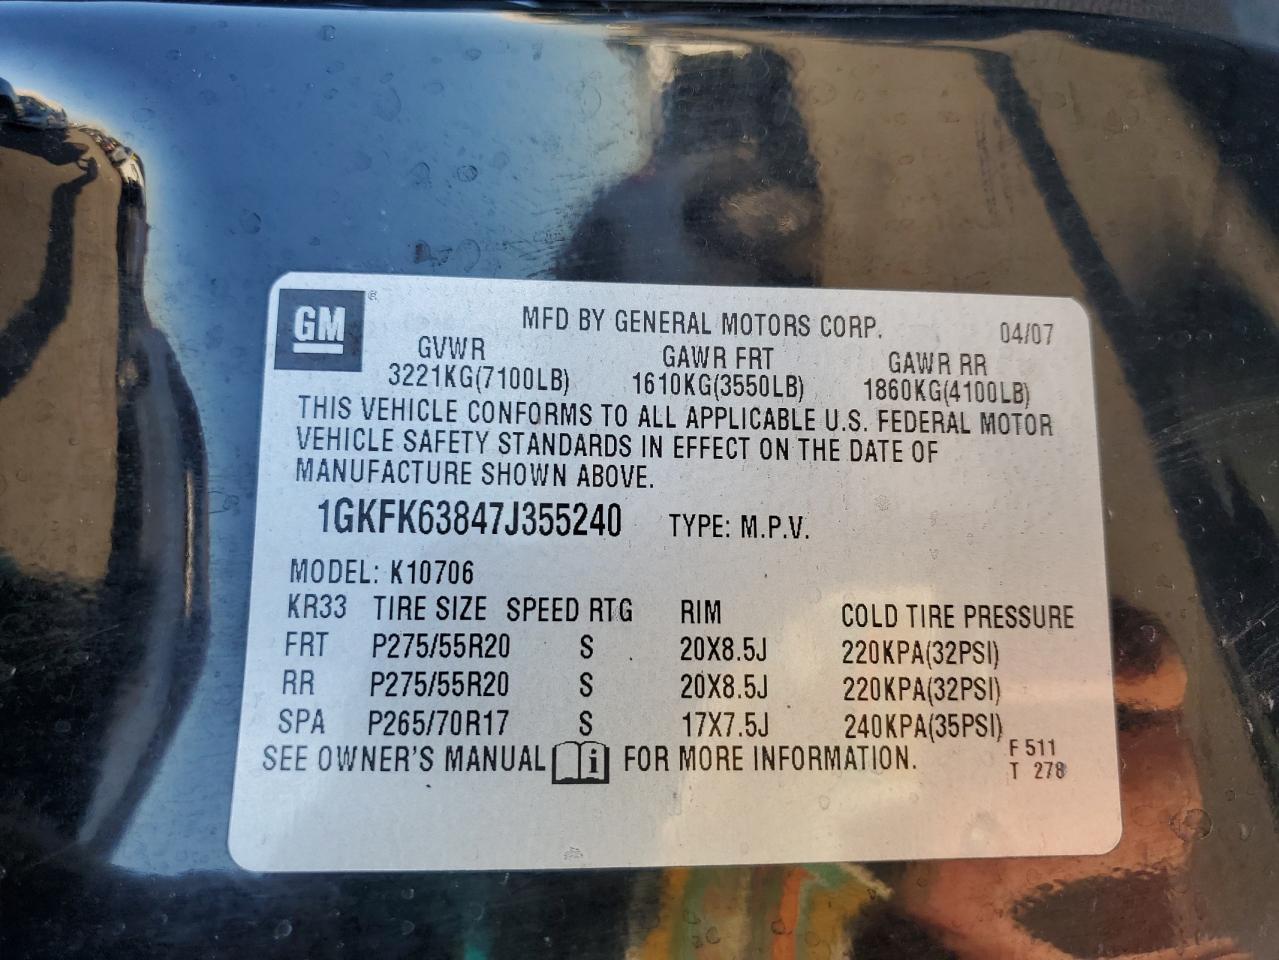 GM®
MFD BY GENERAL MOTORS CORP. 04/07
GVWR GAWR FRT GAWR RR
3221KG(7100LB) 1610KG(3550LB) 1860KG(4100LB)
THIS VEHICLE CONFORMS TO ALL APPLICABLE U.S. FEDERAL MOTOR
VEHICLE SAFETY STANDARDS IN EFFECT ON THE DATE OF
MANUFACTURE SHOWN ABOVE.
1GKFK63847J355240 TYPE: M.P.V.
MODEL: K10706
KR33 TIRE SIZE SPEED RTG RIM COLD TIRE PRESSURE
FRT P275/55R20 S 20X8.5J 220KPA(32PSI)
RR P275/55R20 S 20X8.5J 220KPA(32PSI)
SPA P265/70R17 S 17X7.5J 240KPA(35PSI)
SEE OWNER'S MANUAL i FOR MORE INFORMATION.
F 511
T 278